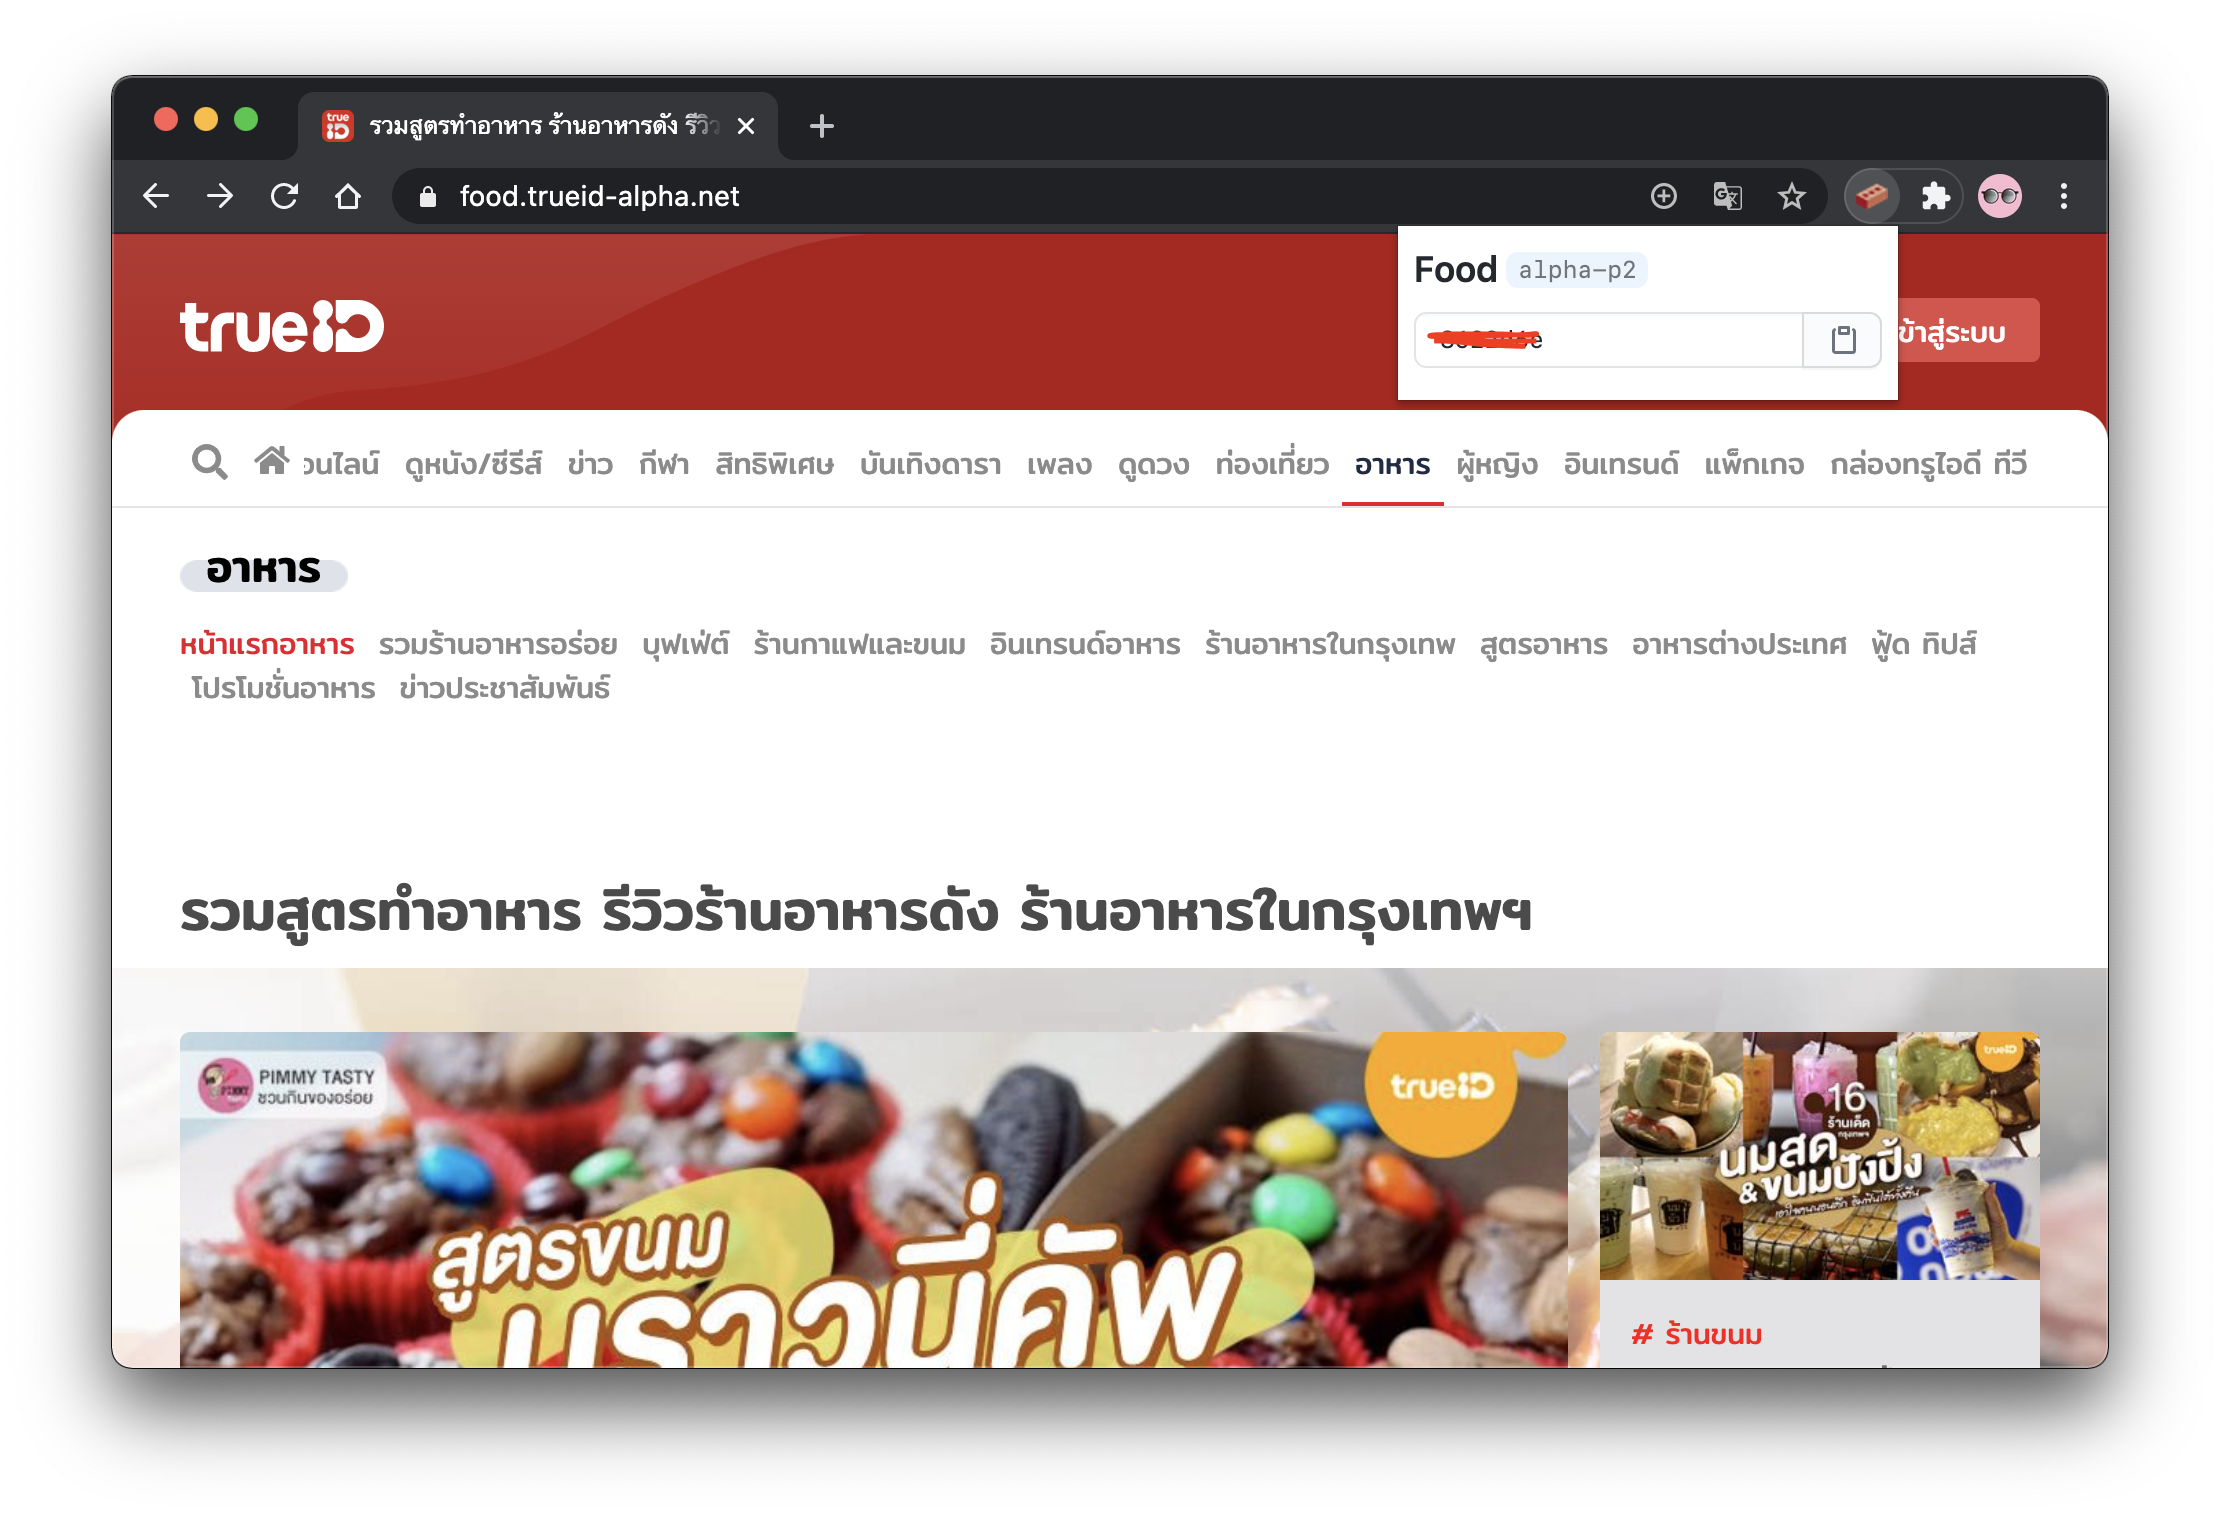 true iD
รวมสูตรทำอาหาร ร้านอาหารดัง รีวิว
food.trueid-alpha.net
Food alpha-p2
trueiD
ข้าสู่ระบบ
อนไลน์ ดูหนัง/ซีรีส์ ข่าว กีฬา สิทธิพิเศษ บันเทิงดารา เพลง ดูดวง ท่องเที่ยว อาหาร ผู้หญิง อินเทรนด์ แพ็กเกจ กล่องทรูไอดี ทีวี
อาหาร
หน้าแรกอาหาร รวมร้านอาหารอร่อย บุฟเฟ่ต์ ร้านกาแฟและขนม อินเทรนด์อาหาร ร้านอาหารในกรุงเทพ สูตรอาหาร อาหารต่างประเทศ ฟู้ด ทิปส์
โปรโมชั่นอาหาร ข่าวประชาสัมพันธ์
รวมสูตรทำอาหาร รีวิวร้านอาหารดัง ร้านอาหารในกรุงเทพฯ
PIMMY TASTY
ชวนกินของอร่อย
trueiD
สูตรขนม
บราวนี่คัพ
trueiD
16
ร้านเด็ด
กรุงเทพฯ
นมสด
&ขนมปังปิ้ง
# ร้านขนม